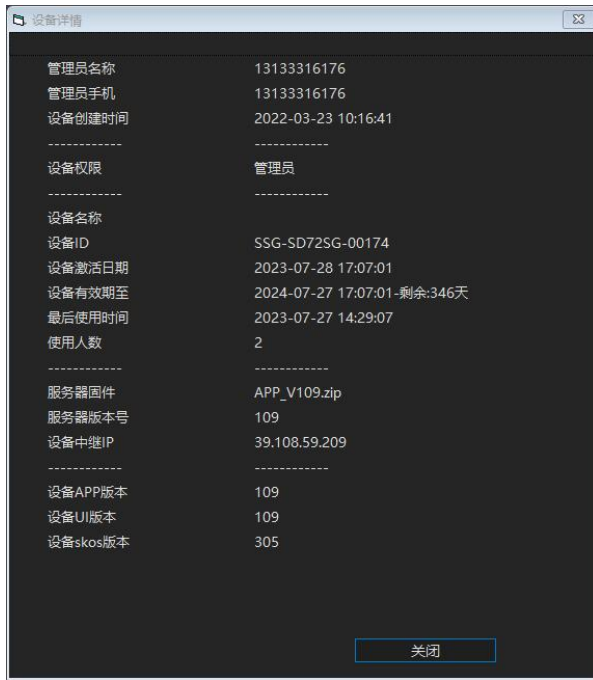 设备详情
管理员名称 13133316176
管理员手机 13133316176
设备创建时间 2022-03-23 10:16:41
------------ ------------
设备权限 管理员
------------ ------------
设备名称
设备ID SSG-SD72SG-00174
设备激活日期 2023-07-28 17:07:01
设备有效期至 2024-07-27 17:07:01-剩余:346天
最后使用时间 2023-07-27 14:29:07
使用人数 2
------------ ------------
服务器固件 APP_V109.zip
服务器版本号 109
设备中继IP 39.108.59.209
------------ ------------
设备APP版本 109
设备UI版本 109
设备skos版本 305
关闭